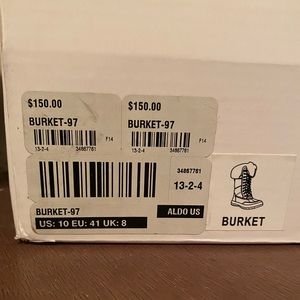 $150.00
BURKET-97
F14
13-2-4 34867761
$150.00
BURKET-97
F14
13-2-4 34867761
34867761
13-2-4
BURKET-97
ALDO US
US: 10 EU: 41 UK: 8
BURKET